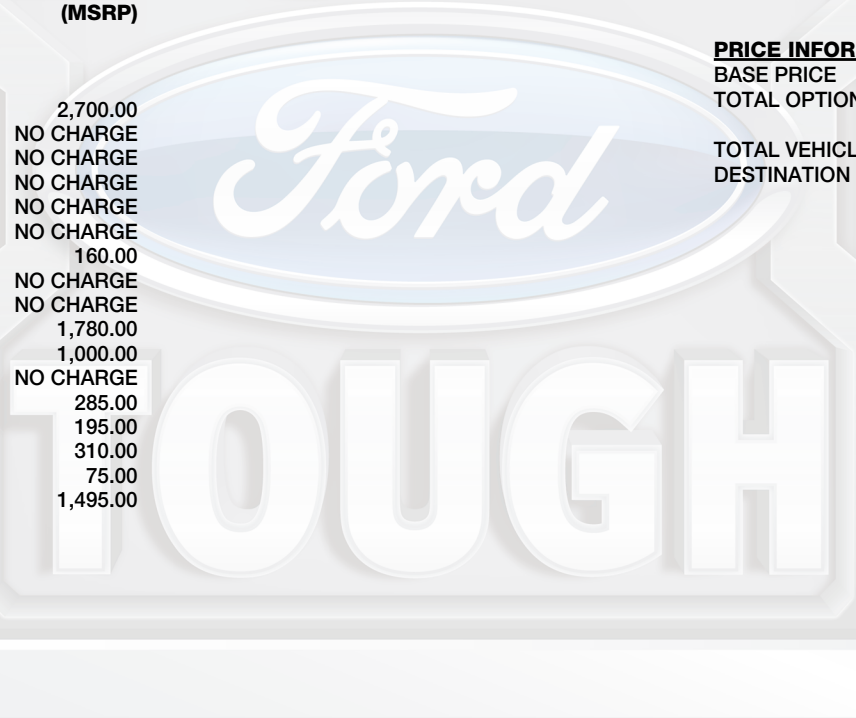 (MSRP)
2,700.00
NO CHARGE
NO CHARGE
NO CHARGE
NO CHARGE
NO CHARGE
160.00
NO CHARGE
NO CHARGE
1,780.00
1,000.00
NO CHARGE
285.00
195.00
310.00
75.00
1,495.00
PRICE INFOR
BASE PRICE
TOTAL OPTION
TOTAL VEHICL
DESTINATION
Ford
TOUGH